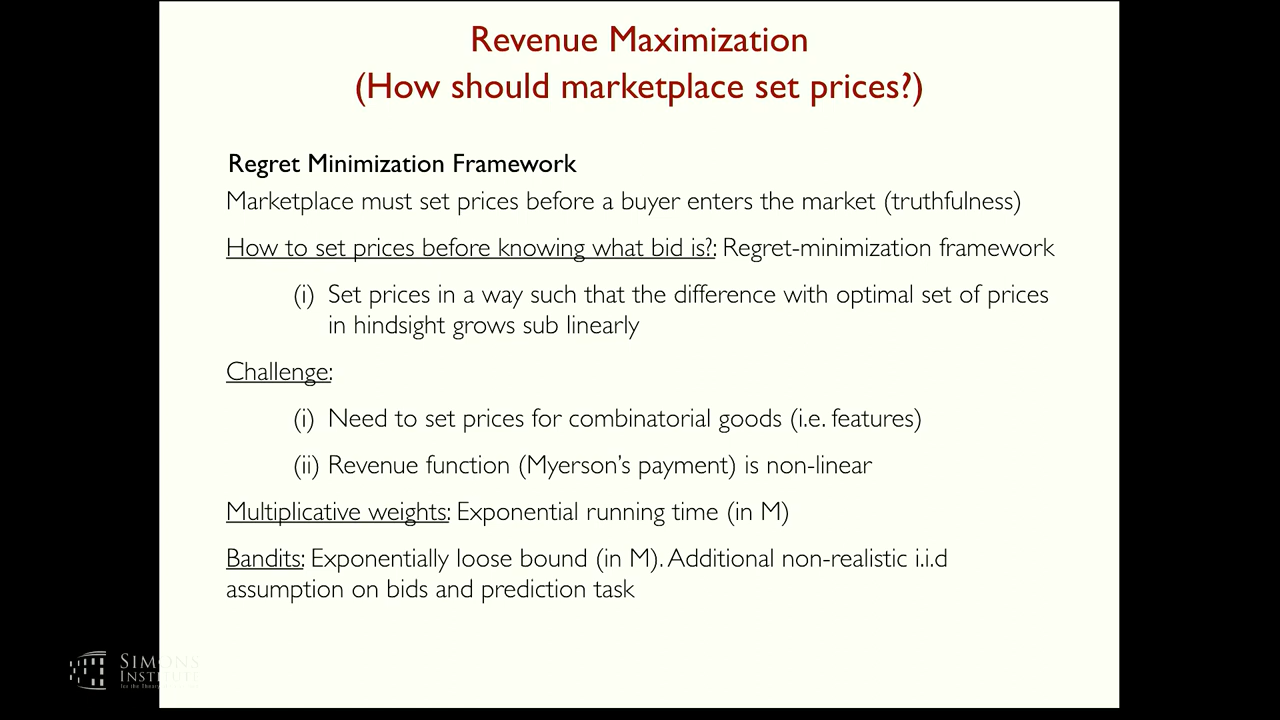 Revenue Maximization
(How should marketplace set prices?)
Regret Minimization Framework
Marketplace must set prices before a buyer enters the market (truthfulness)
How to set prices before knowing what bid is?: Regret-minimization framework
(i) Set prices in a way such that the difference with optimal set of prices
in hindsight grows sub linearly
Challenge:
(i) Need to set prices for combinatorial goods (i.e. features)
(ii) Revenue function (Myerson's payment) is non-linear
Multiplicative weights: Exponential running time (in M)
Bandits: Exponentially loose bound (in M). Additional non-realistic i.i.d
assumption on bids and prediction task
SIMONS
INSTITUTE
for the Theory